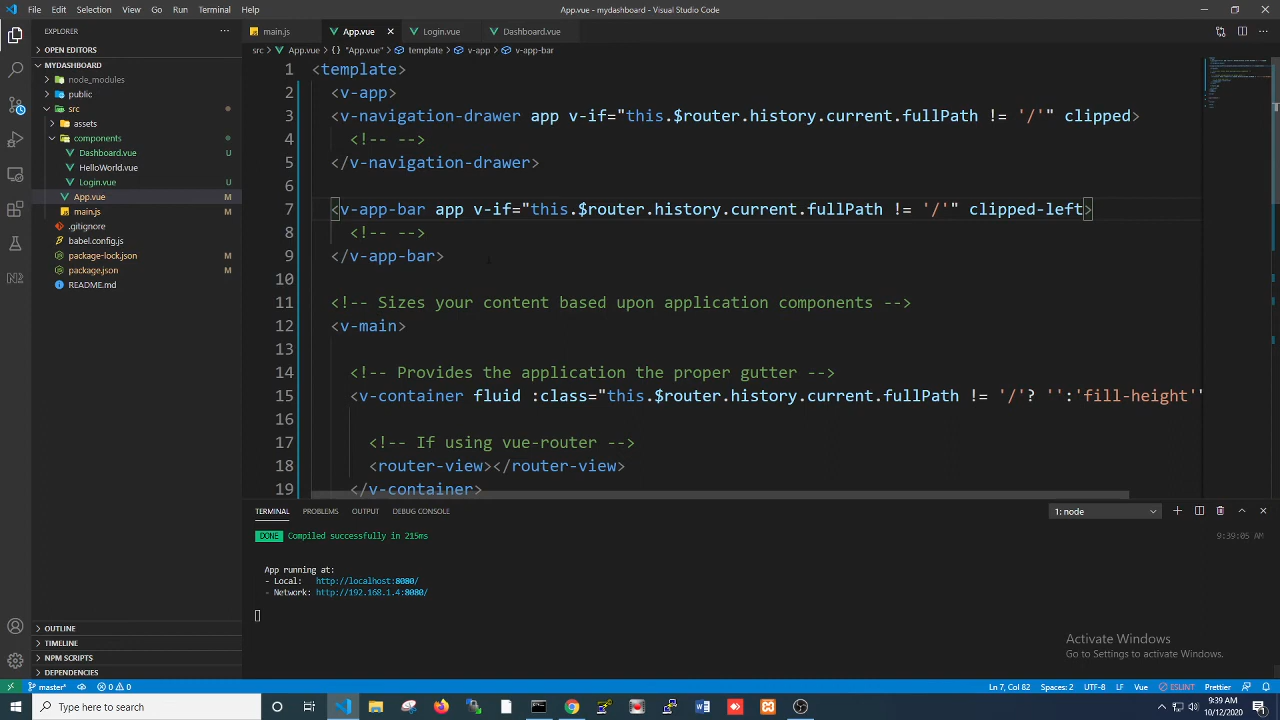 File Edit Selection View Go Run Terminal Help
App.vue - mydashboard - Visual Studio Code
EXPLORER
OPEN EDITORS
MYDASHBOARD
node_modules
public
src
assets
components
Dashboard.vue U
HelloWorld.vue
Login.vue U
App.vue M
main.js M
.gitignore
babel.config.js
package-lock.json M
package.json M
README.md
OUTLINE
TIMELINE
NPM SCRIPTS
DEPENDENCIES
main.js App.vue Login.vue Dashboard.vue
src > App.vue > {} "App.vue" > template > v-app > v-app-bar
1 <template>
2 <v-app>
3 <v-navigation-drawer app v-if="this.$router.history.current.fullPath != '/'" clipped>
4 <!-- -->
5 </v-navigation-drawer>
6
7 <v-app-bar app v-if="this.$router.history.current.fullPath != '/'" clipped-left>
8 <!-- -->
9 </v-app-bar>
10
11 <!-- Sizes your content based upon application components -->
12 <v-main>
13
14 <!-- Provides the application the proper gutter -->
15 <v-container fluid :class="this.$router.history.current.fullPath != '/'? '':'fill-height'"
16
17 <!-- If using vue-router -->
18 <router-view></router-view>
19 </v-container>
TERMINAL PROBLEMS OUTPUT DEBUG CONSOLE
1: node
DONE Compiled successfully in 215ms 9:39:05 AM
App running at:
- Local: http://localhost:8080/
- Network: http://192.168.1.4:8080/
Activate Windows
Go to Settings to activate Windows.
master* 0 0 Ln 7, Col 82 Spaces: 2 UTF-8 LF Vue ESLINT Prettier
Type here to search
9:39 AM
10/12/2020